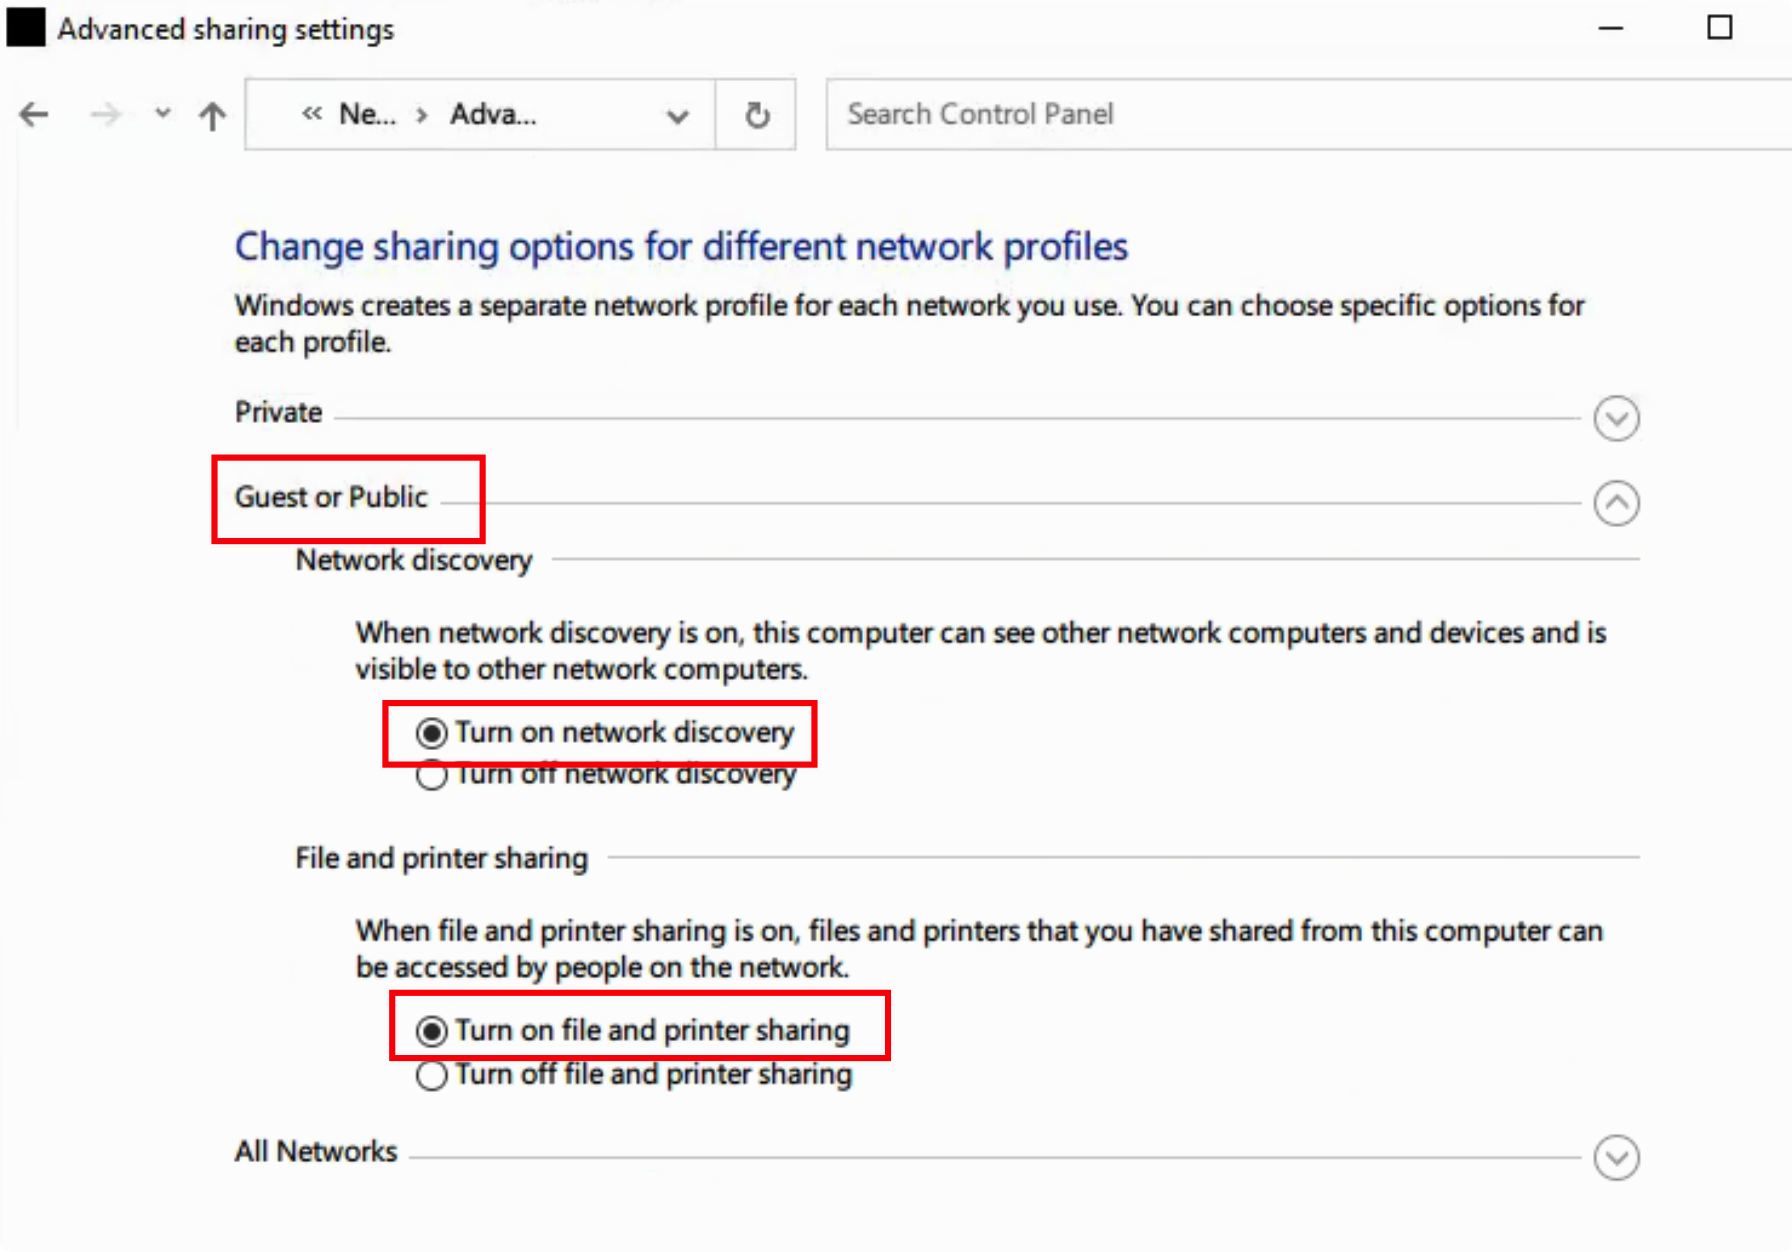 Advanced sharing settings
« Ne... › Adva...
Search Control Panel
Change sharing options for different network profiles
Windows creates a separate network profile for each network you use. You can choose specific options for
each profile.
Private
Guest or Public
Network discovery
When network discovery is on, this computer can see other network computers and devices and is
visible to other network computers.
Turn on network discovery
Turn off network discovery
File and printer sharing
When file and printer sharing is on, files and printers that you have shared from this computer can
be accessed by people on the network.
Turn on file and printer sharing
Turn off file and printer sharing
All Networks